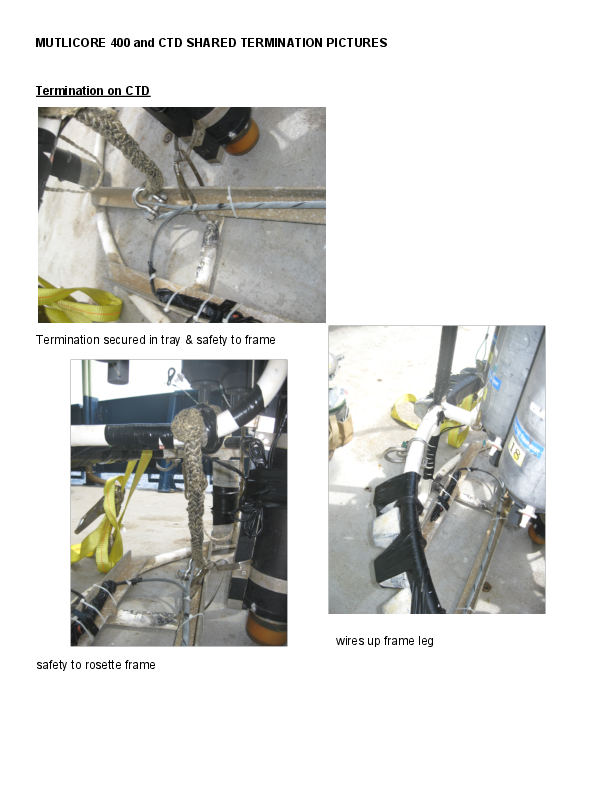 MUTLICORE 400 and CTD SHARED TERMINATION PICTURES
Termination on CTD
Termination secured in tray & safety to frame
18
wires up frame leg
safety to rosette frame